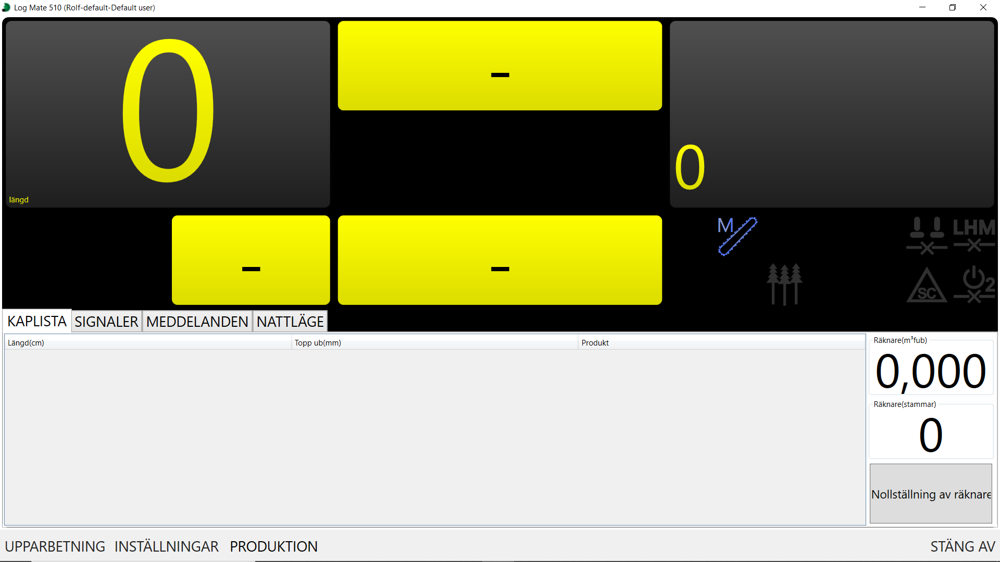 Log Mate 510 (Rolf-default-Default user)
0
längd
-
0
-
-
M
LHM
SC
2
KAPLISTA SIGNALER MEDDELANDEN NATTLÄGE
Längd(cm) Topp ub(mm) Produkt
Räknare(m³fub)
0,000
Räknare(stammar)
0
Nollställning av räknare
UPPARBETNING INSTÄLLNINGAR PRODUKTION STÄNG AV